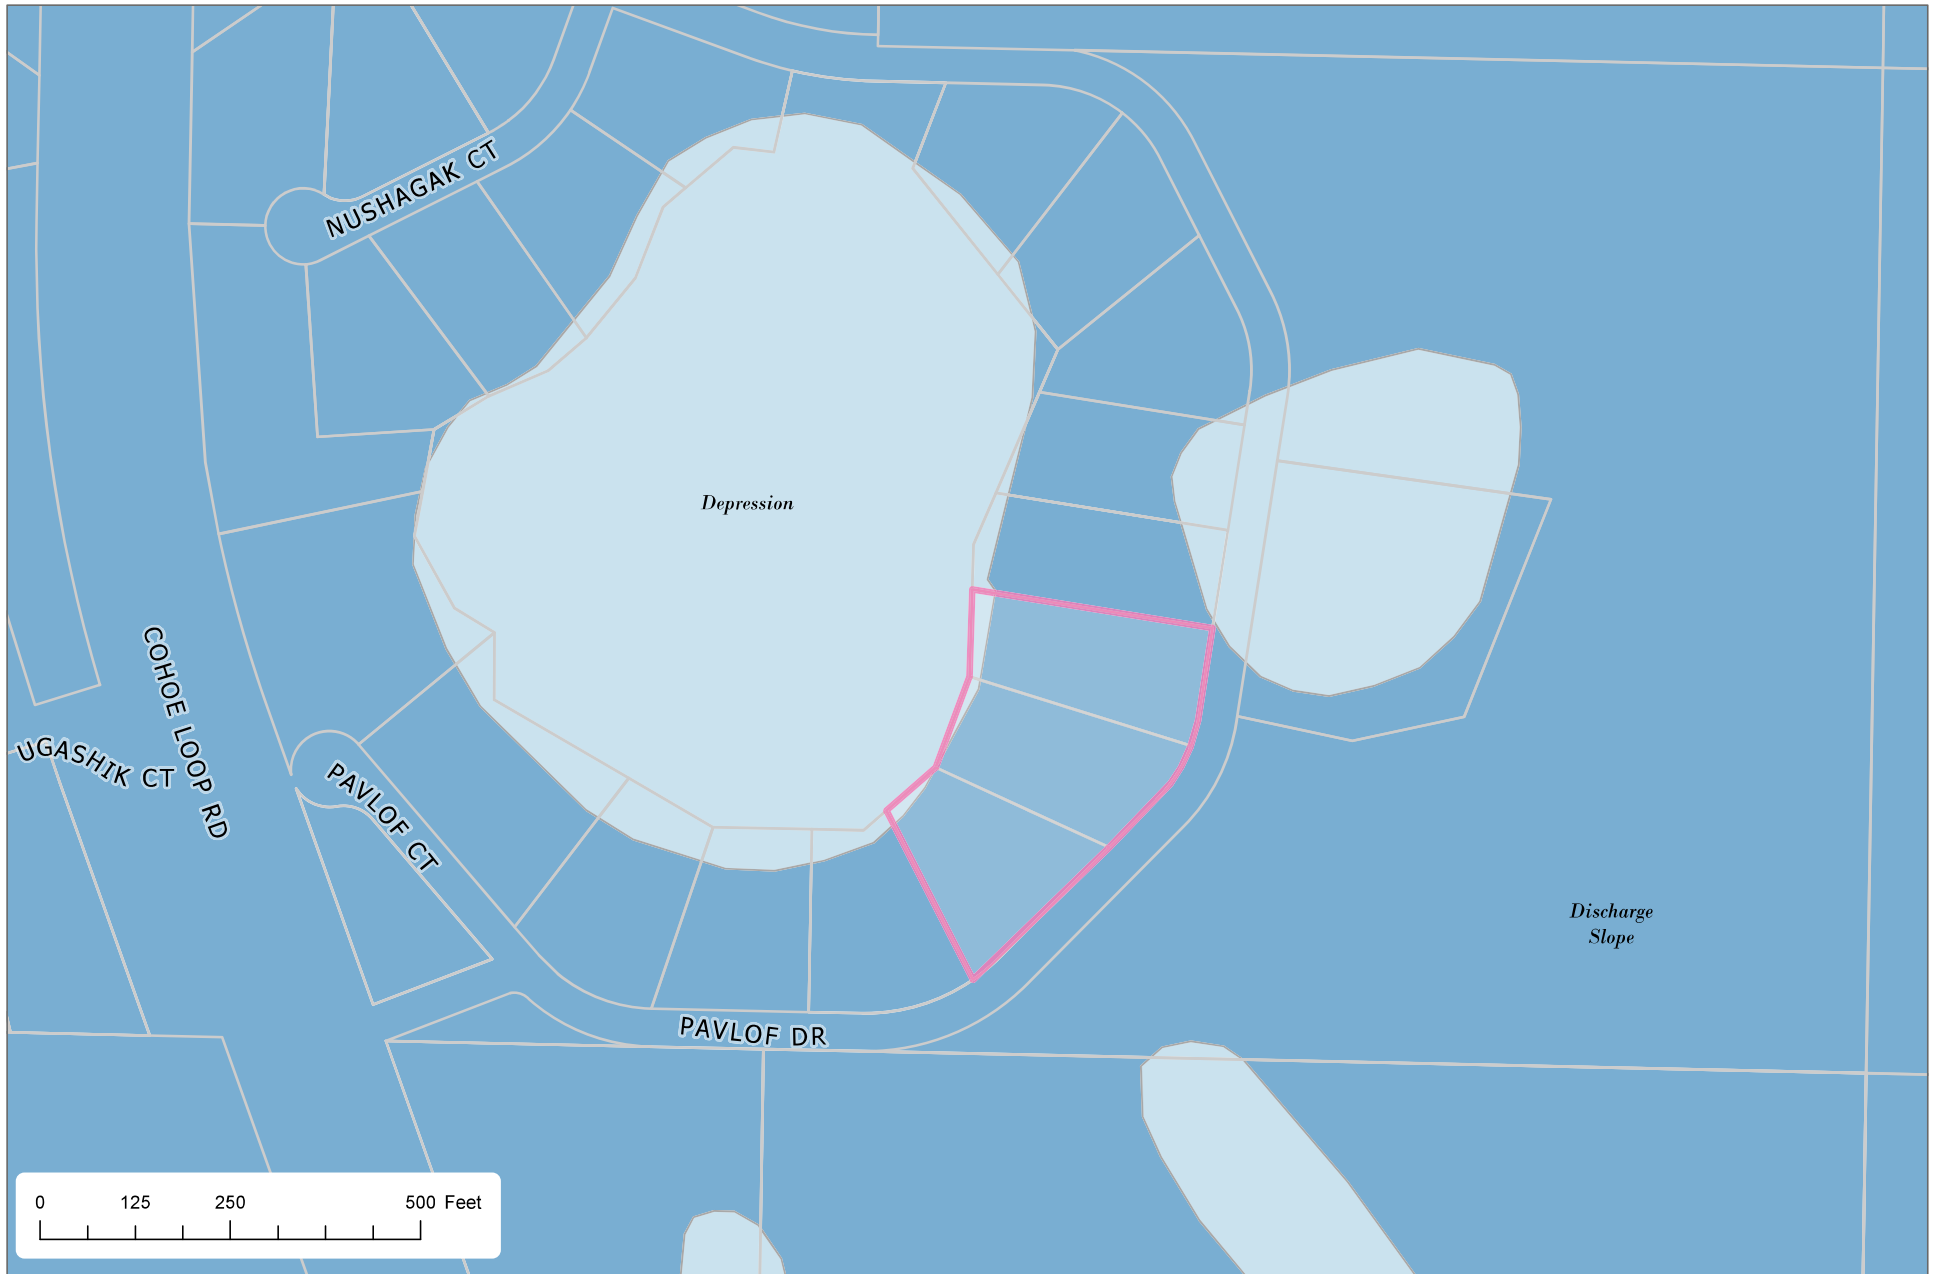 NUSHAGAK CT
Depression
COHOE LOOP RD
UGASHIK CT
PAVLOF CT
Discharge
Slope
PAVLOF DR
0 125 250 500 Feet